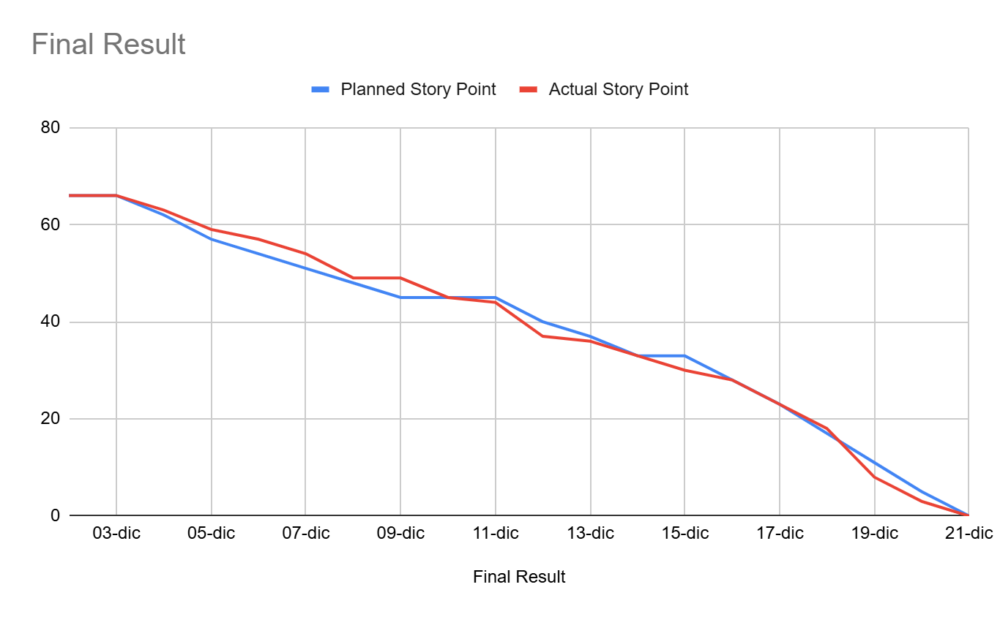 Final Result
Planned Story Point Actual Story Point
80
60
40
20
0
03-dic 05-dic 07-dic 09-dic 11-dic 13-dic 15-dic 17-dic 19-dic 21-dic
Final Result